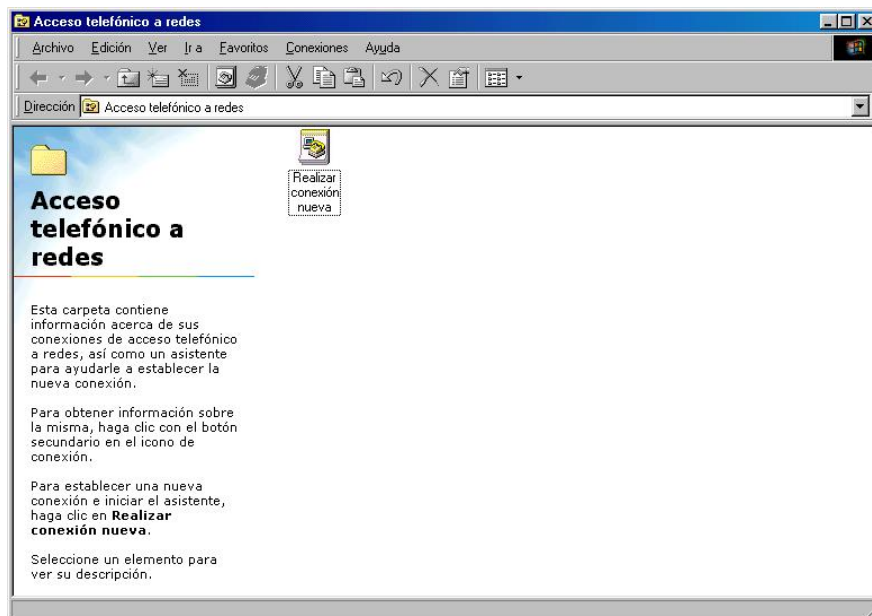 Acceso telefónico a redes
Archivo Edición Ver Ir a Favoritos Conexiones Ayuda
Dirección Acceso telefónico a redes
Realizar
conexión
nueva
Acceso
telefónico a
redes
Esta carpeta contiene
información acerca de sus
conexiones de acceso telefónico
a redes, así como un asistente
para ayudarle a establecer la
nueva conexión.
Para obtener información sobre
la misma, haga clic con el botón
secundario en el icono de
conexión.
Para establecer una nueva
conexión e iniciar el asistente,
haga clic en Realizar
conexión nueva.
Seleccione un elemento para
ver su descripción.